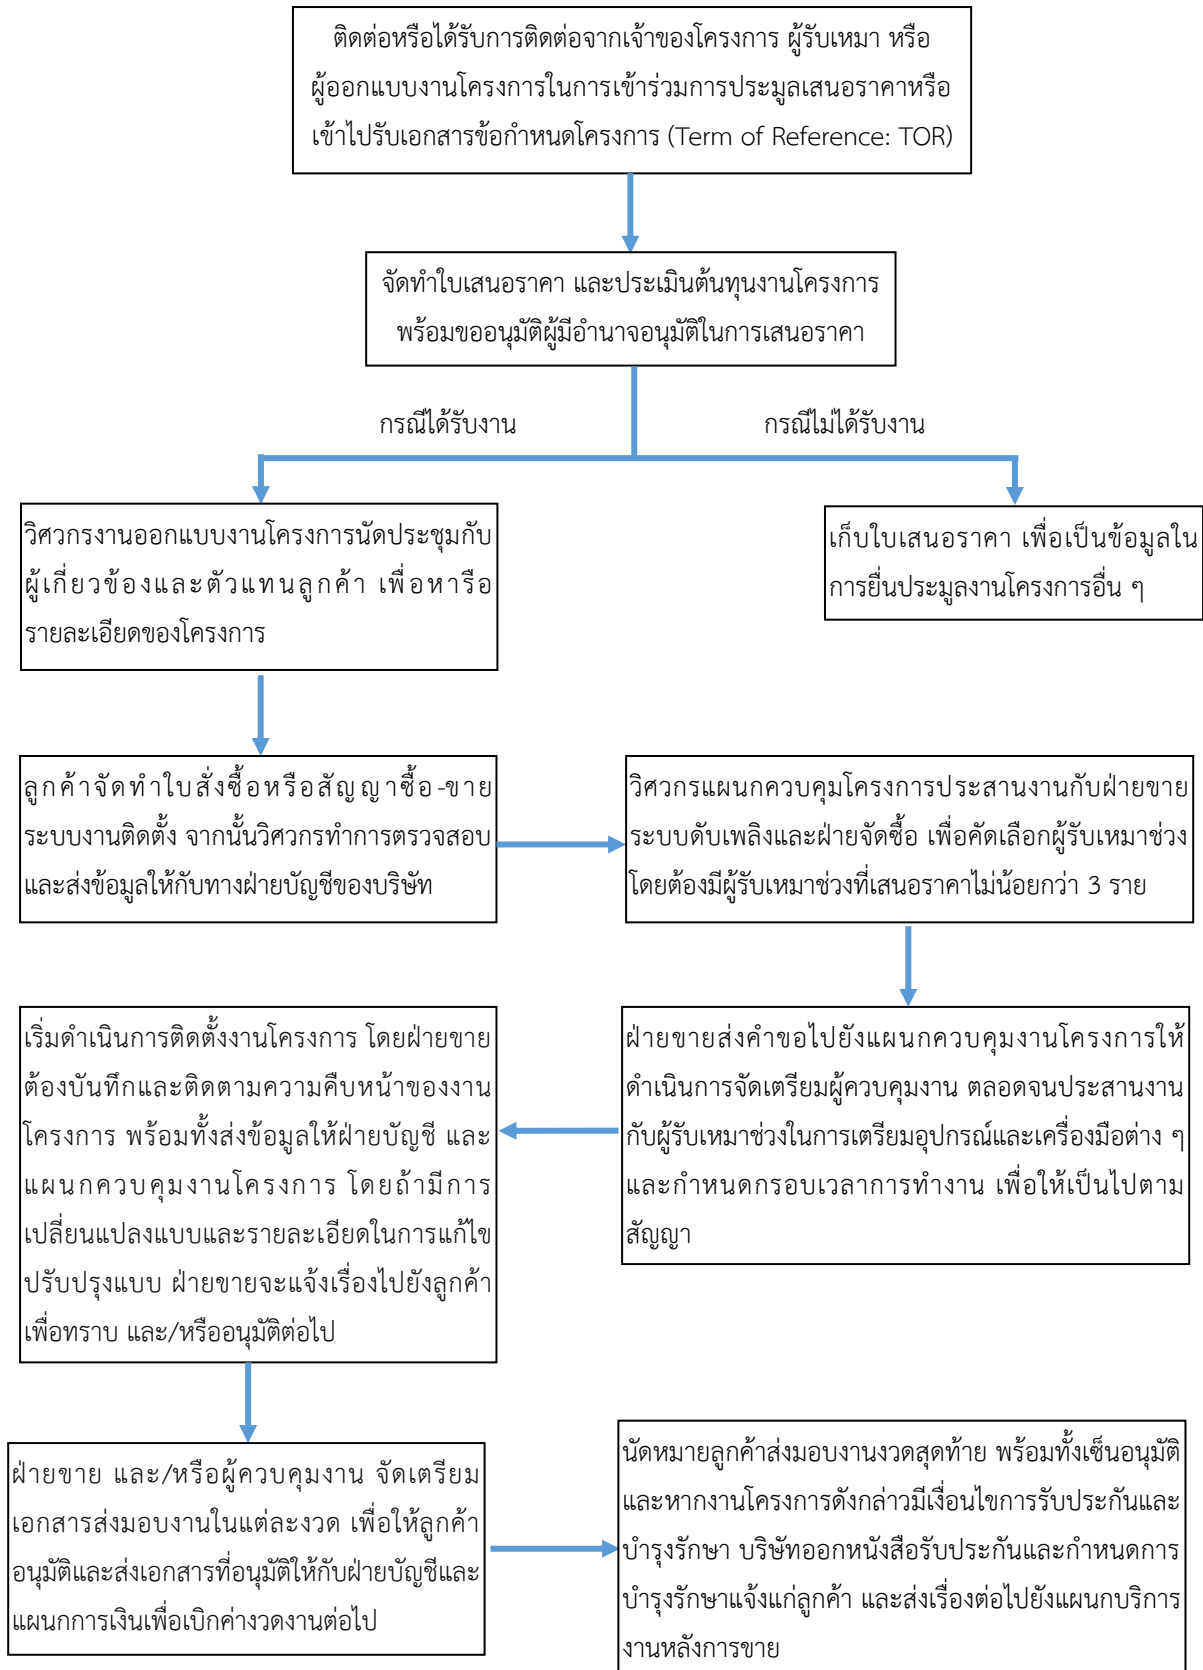 ติดต่อหรือได้รับการติดต่อจากเจ้าของโครงการ ผู้รับเหมา หรือ
ผู้ออกแบบงานโครงการในการเข้าร่วมการประมูลเสนอราคาหรือ
เข้าไปรับเอกสารข้อกำหนดโครงการ (Term of Reference: TOR)
จัดทำใบเสนอราคา และประเมินต้นทุนงานโครงการ
พร้อมขออนุมัติผู้มีอำนาจอนุมัติในการเสนอราคา
กรณีได้รับงาน
กรณีไม่ได้รับงาน
วิศวกรงานออกแบบงานโครงการนัดประชุมกับ
ผู้เกี่ยวข้องและตัวแทนลูกค้า เพื่อหารือ
รายละเอียดของโครงการ
เก็บใบเสนอราคา เพื่อเป็นข้อมูลใน
การยื่นประมูลงานโครงการอื่น ๆ
ลูกค้าจัดทำใบสั่งซื้อหรือสัญญาซื้อ-ขาย
ระบบงานติดตั้ง จากนั้นวิศวกรทำการตรวจสอบ
และส่งข้อมูลให้กับทางฝ่ายบัญชีของบริษัท
วิศวกรแผนกควบคุมโครงการประสานงานกับฝ่ายขาย
ระบบดับเพลิงและฝ่ายจัดซื้อ เพื่อคัดเลือกผู้รับเหมาช่วง
โดยต้องมีผู้รับเหมาช่วงที่เสนอราคาไม่น้อยกว่า 3 ราย
ฝ่ายขายส่งคำขอไปยังแผนกควบคุมงานโครงการให้
ดำเนินการจัดเตรียมผู้ควบคุมงาน ตลอดจนประสานงาน
กับผู้รับเหมาช่วงในการเตรียมอุปกรณ์และเครื่องมือต่าง ๆ
และกำหนดกรอบเวลาการทำงาน เพื่อให้เป็นไปตาม
สัญญา
เริ่มดำเนินการติดตั้งงานโครงการ โดยฝ่ายขาย
ต้องบันทึกและติดตามความคืบหน้าของงาน
โครงการ พร้อมทั้งส่งข้อมูลให้ฝ่ายบัญชี และ
แผนกควบคุมงานโครงการ โดยถ้ามีการ
เปลี่ยนแปลงแบบและรายละเอียดในการแก้ไข
ปรับปรุงแบบ ฝ่ายขายจะแจ้งเรื่องไปยังลูกค้า
เพื่อทราบ และ/หรืออนุมัติต่อไป
ฝ่ายขาย และ/หรือผู้ควบคุมงาน จัดเตรียม
เอกสารส่งมอบงานในแต่ละงวด เพื่อให้ลูกค้า
อนุมัติและส่งเอกสารที่อนุมัติให้กับฝ่ายบัญชีและ
แผนกการเงินเพื่อเบิกค่างวดงานต่อไป
นัดหมายลูกค้าส่งมอบงานงวดสุดท้าย พร้อมทั้งเซ็นอนุมัติ
และหากงานโครงการดังกล่าวมีเงื่อนไขการรับประกันและ
บำรุงรักษา บริษัทออกหนังสือรับประกันและกำหนดการ
บำรุงรักษาแจ้งแก่ลูกค้า และส่งเรื่องต่อไปยังแผนกบริการ
งานหลังการขาย